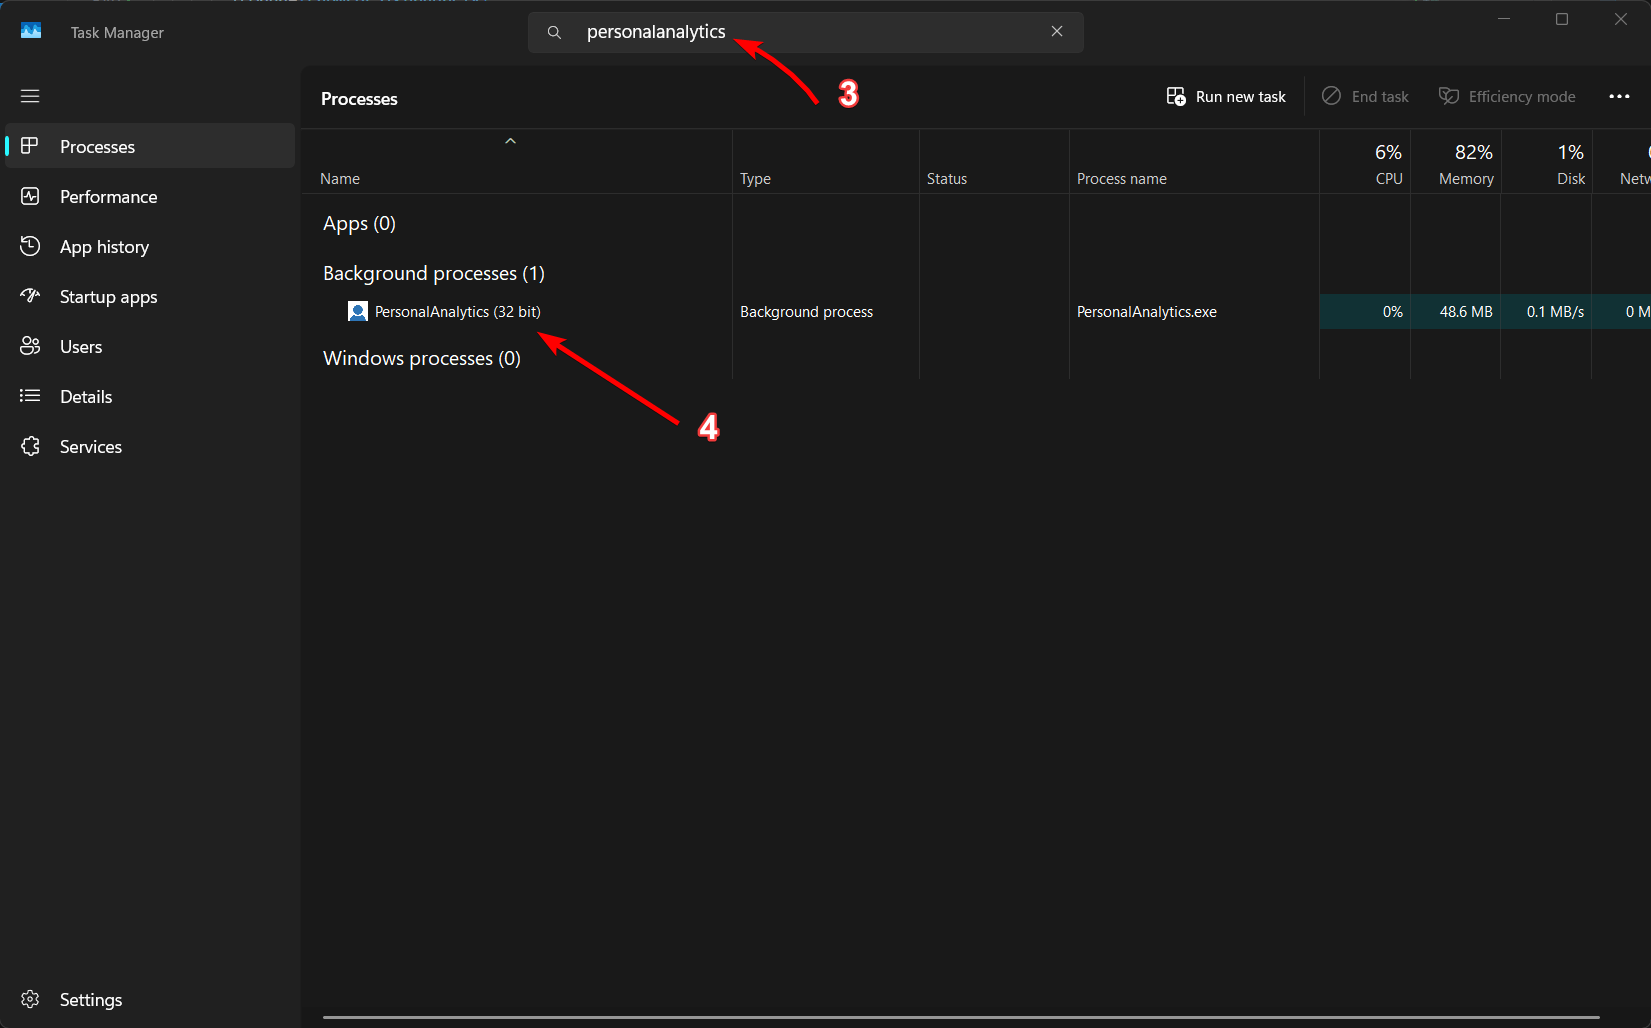 Task Manager
personalanalytics
3
Processes
Run new task
End task
Efficiency mode
Processes
Performance
App history
Startup apps
Users
Details
Services
Settings
6% 82% 1%
Name Type Status Process name CPU Memory Disk Netw
Apps (0)
Background processes (1)
PersonalAnalytics (32 bit) Background process PersonalAnalytics.exe 0% 48.6 MB 0.1 MB/s 0 M
Windows processes (0)
4